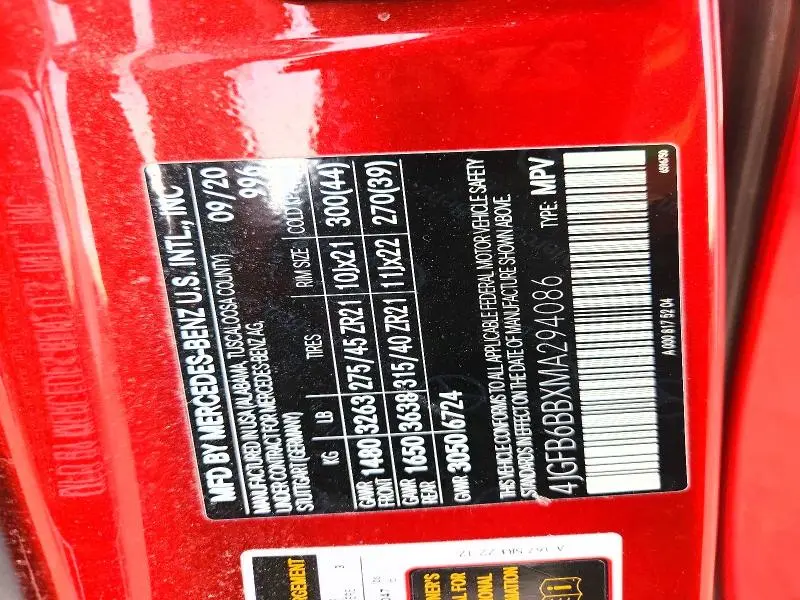 MFD BY MERCEDES-BENZ U.S. INTL., INC
MANUFACTURED IN USA (ALABAMA, TUSCALOOSA COUNTY) 09/20
UNDER CONTRACT FOR MERCEDES-BENZ AG, 996
STUTTGART (GERMANY)
KG LB TIRES RIM SIZE COLD
GAWR FRONT 1480 3263 275/45 ZR21 10Jx21 300(44)
GAWR REAR 1650 3638 315/40 ZR21 11Jx22 270(39)
GVWR 3050 6724
THIS VEHICLE CONFORMS TO ALL APPLICABLE FEDERAL MOTOR VEHICLE SAFETY
STANDARDS IN EFFECT ON THE DATE OF MANUFACTURE SHOWN ABOVE.
4JGFB6BBXMA294086 TYPE: MPV
A 000 817 52 04